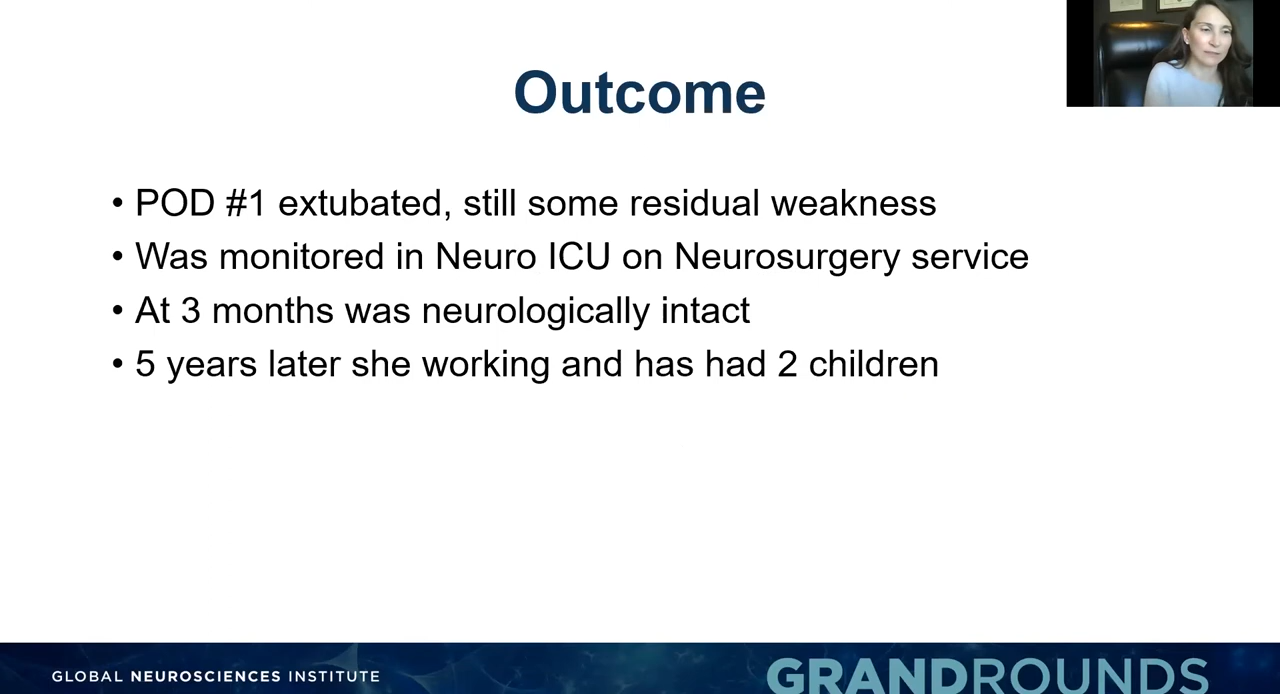 Outcome
• POD #1 extubated, still some residual weakness
• Was monitored in Neuro ICU on Neurosurgery service
• At 3 months was neurologically intact
• 5 years later she working and has had 2 children
GLOBAL NEUROSCIENCES INSTITUTE
GRANDROUNDS